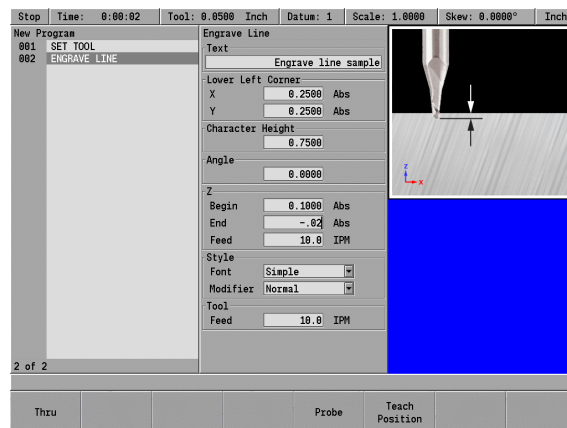 Stop Time: 0:00:02 Tool: 0.0500 Inch Datum: 1 Scale: 1.0000 Skew: 0.0000° Inch
New Program
001 SET TOOL
002 ENGRAVE LINE
2 of 2
Engrave Line
Text
Engrave line sample
Lower Left Corner
X 0.2500 Abs
Y 0.2500 Abs
Character Height
0.7500
Angle
0.0000
Z
Begin 0.1000 Abs
End -.02 Abs
Feed 10.0 IPM
Style
Font Simple
Modifier Normal
Tool
Feed 10.0 IPM
z
x
Thru Probe Teach
Position